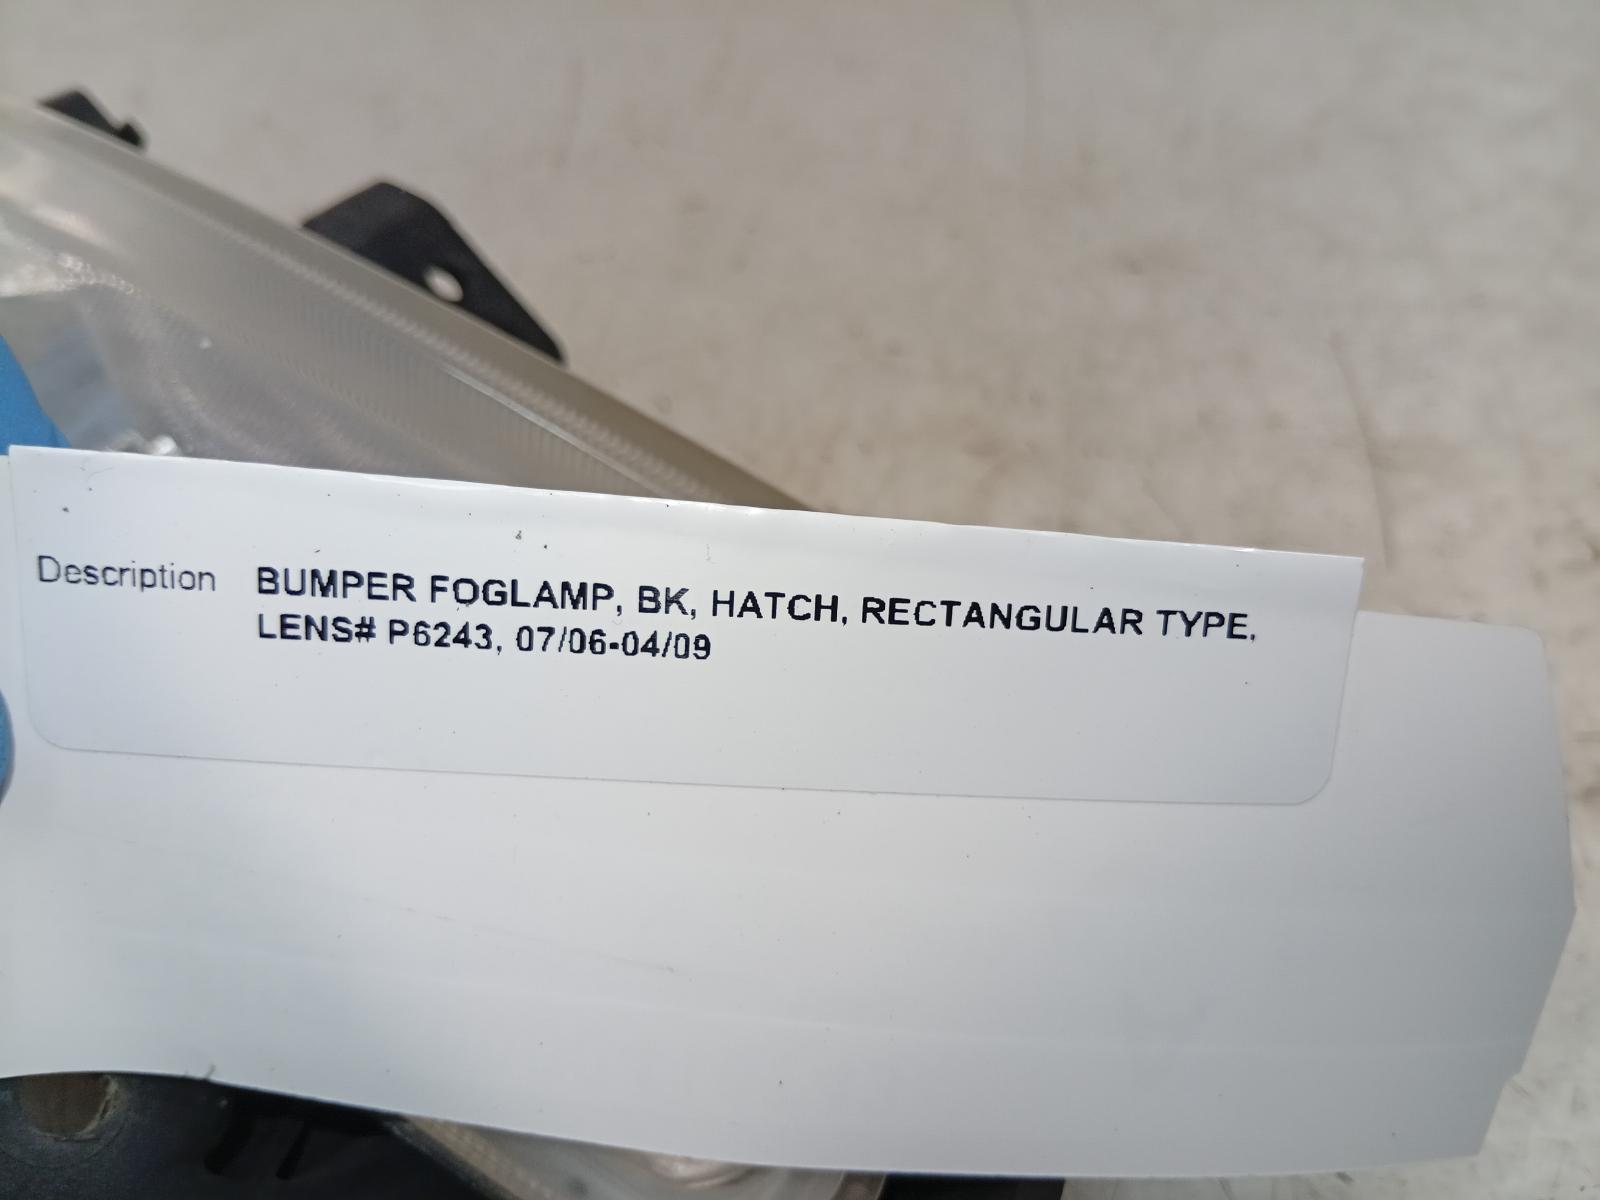 Description BUMPER FOGLAMP, BK, HATCH, RECTANGULAR TYPE,
LENS# P6243, 07/06-04/09